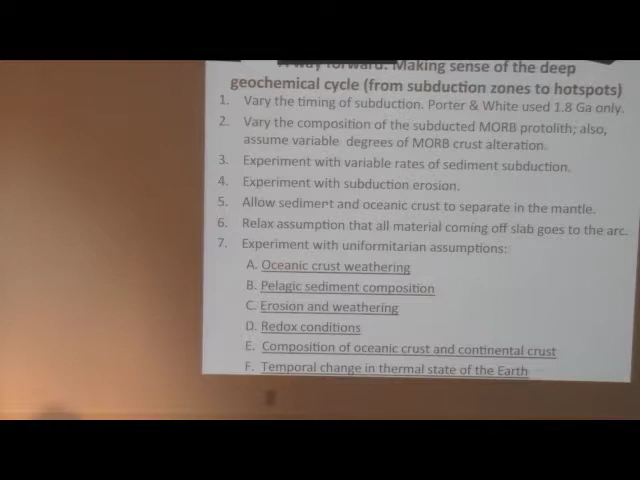 A way forward: Making sense of the deep
geochemical cycle (from subduction zones to hotspots)
1. Vary the timing of subduction. Porter & White used 1.8 Ga only.
2. Vary the composition of the subducted MORB protolith; also,
assume variable degrees of MORB crust alteration.
3. Experiment with variable rates of sediment subduction.
4. Experiment with subduction erosion.
5. Allow sediment and oceanic crust to separate in the mantle.
6. Relax assumption that all material coming off slab goes to the arc.
7. Experiment with uniformitarian assumptions:
A. Oceanic crust weathering
B. Pelagic sediment composition
C. Erosion and weathering
D. Redox conditions
E. Composition of oceanic crust and continental crust
F. Temporal change in thermal state of the Earth